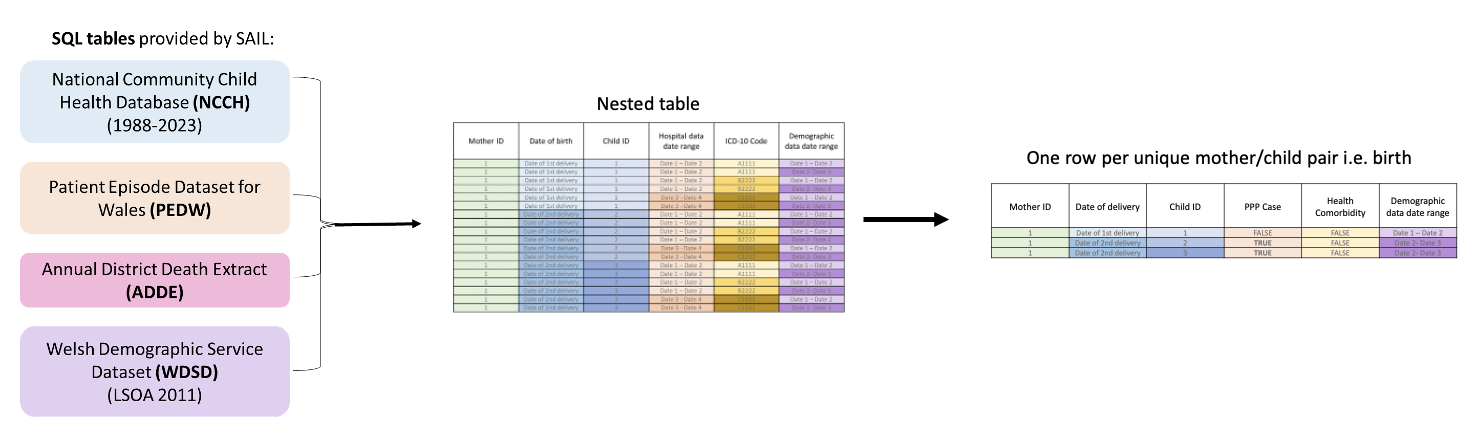 SQL tables provided by SAIL:
National Community Child
Health Database (NCCH)
(1988-2023)
Patient Episode Dataset for
Wales (PEDW)
Annual District Death Extract
(ADDE)
Welsh Demographic Service
Dataset (WDSD)
(LSOA 2011)
Nested table
Mother ID Date of birth Child ID Hospital data date range ICD-10 Code Demographic data date range
1 Date of 1st delivery 1 Date 1 – Date 2 A1111 Date 1 – Date 2
1 Date of 1st delivery 1 Date 1 – Date 2 A1111 Date 2- Date 3
1 Date of 1st delivery 1 Date 1 – Date 2 B2222 Date 1 – Date 2
1 Date of 1st delivery 1 Date 1 – Date 2 B2222 Date 2- Date 3
1 Date of 1st delivery 1 Date 3 - Date 4 Date 1 – Date 2
1 Date of 1st delivery 1 Date 3 - Date 4 Date 2- Date 3
1 Date of 2nd delivery 2 Date 1 – Date 2 A1111 Date 1 – Date 2
1 Date of 2nd delivery 2 Date 1 – Date 2 A1111 Date 2- Date 3
1 Date of 2nd delivery 2 Date 1 – Date 2 B2222 Date 1 – Date 2
1 Date of 2nd delivery 2 Date 1 – Date 2 B2222 Date 2- Date 3
1 Date of 2nd delivery 2 Date 3 - Date 4 Date 1 – Date 2
1 Date of 2nd delivery 2 Date 3 - Date 4 Date 2- Date 3
1 Date of 2nd delivery 3 Date 1 – Date 2 A1111 Date 1 – Date 2
1 Date of 2nd delivery 3 Date 1 – Date 2 A1111 Date 2- Date 3
1 Date of 2nd delivery 3 Date 1 – Date 2 B2222 Date 1 – Date 2
1 Date of 2nd delivery 3 Date 1 – Date 2 B2222 Date 2- Date 3
1 Date of 2nd delivery 3 Date 3 - Date 4 Date 1 – Date 2
1 Date of 2nd delivery 3 Date 3 - Date 4 Date 2- Date 3
One row per unique mother/child pair i.e. birth
Mother ID Date of delivery Child ID PPP Case Health Comorbidity Demographic data date range
1 Date of 1st delivery 1 FALSE FALSE Date 1 – Date 2
1 Date of 2nd delivery 2 TRUE FALSE Date 2- Date 3
1 Date of 2nd delivery 3 TRUE FALSE Date 2- Date 3